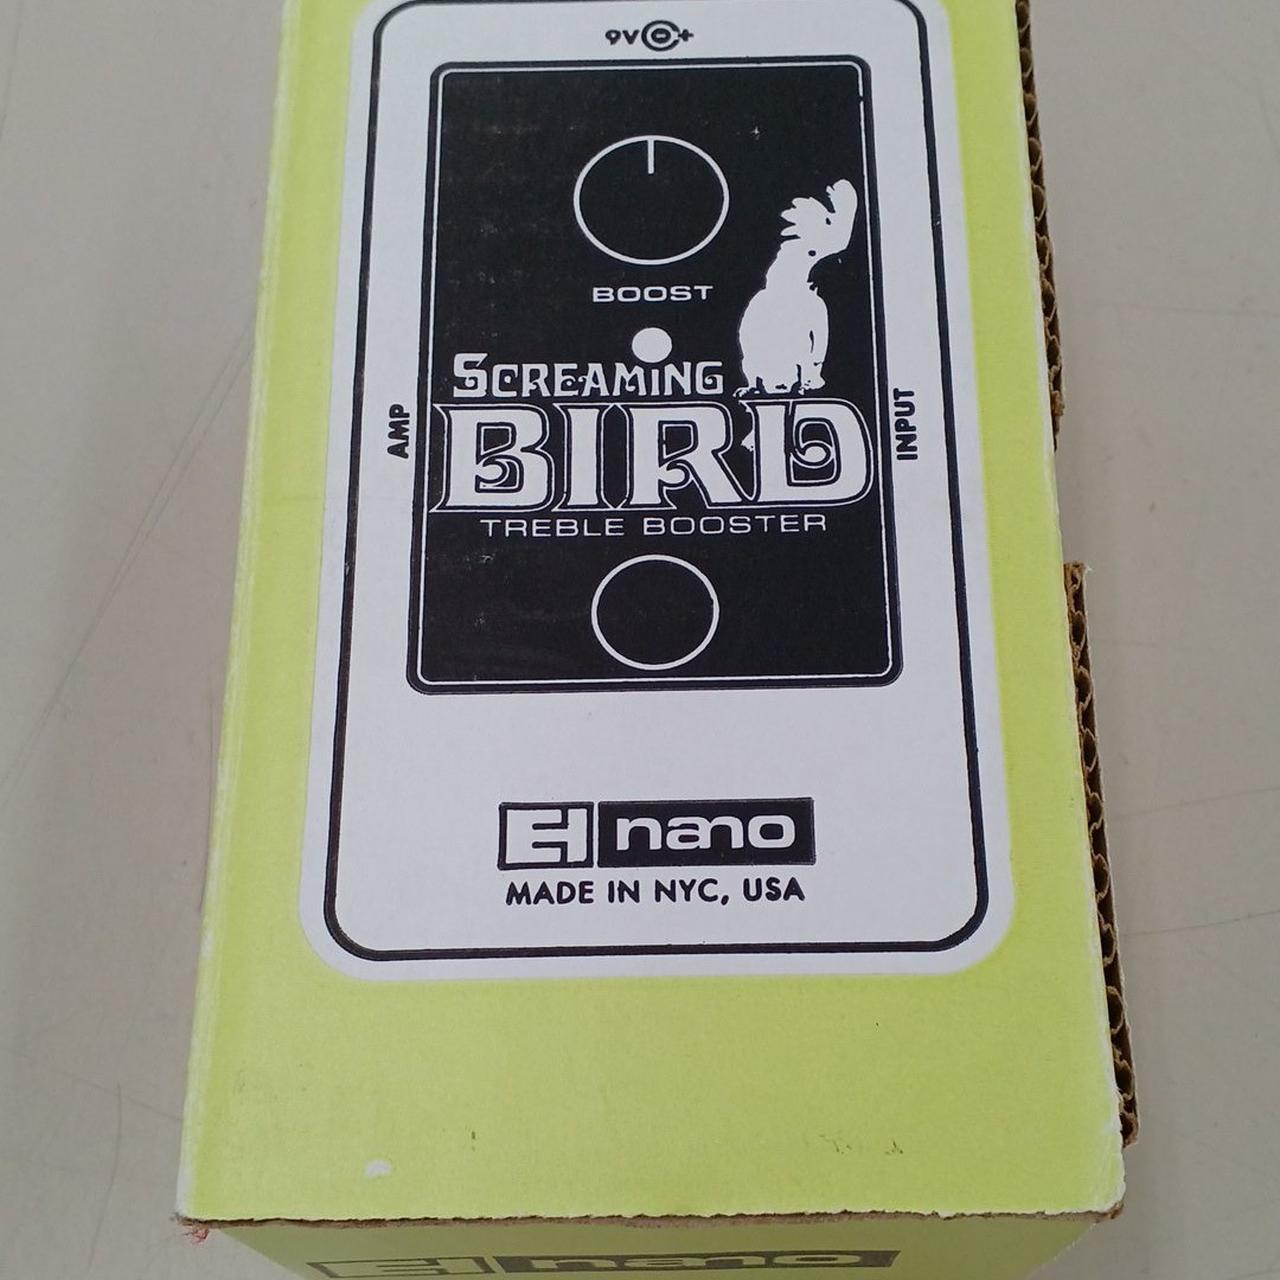 9V +
BOOST
SCREAMING
BIRD
TREBLE BOOSTER
AMP
INPUT
EH nano
MADE IN NYC, USA
EH nano